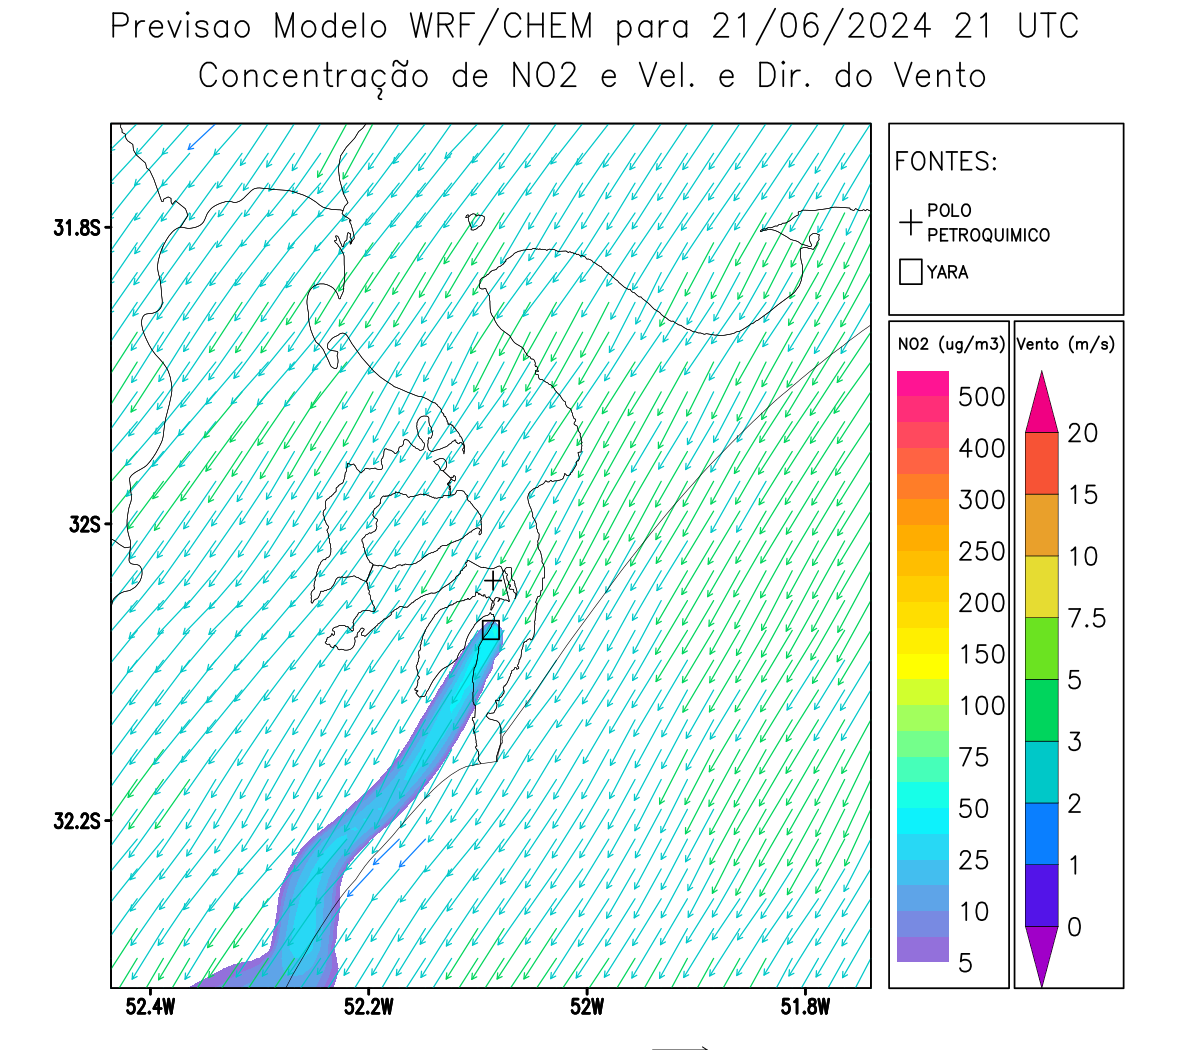 Previsao Modelo WRF/CHEM para 21/06/2024 21 UTC
Concentração de NO2 e Vel. e Dir. do Vento
FONTES:
POLO
PETROQUIMICO
YARA
NO2 (ug/m3)
500
400
300
250
200
150
100
75
50
25
10
5
Vento (m/s)
20
15
10
7.5
5
3
2
1
0
31.8S
32S
32.2S
52.4W 52.2W 52W 51.8W